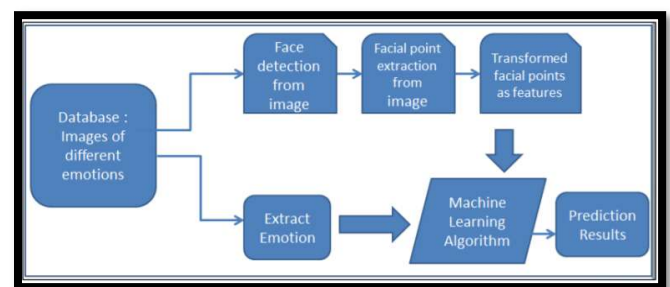 Database :
Images of
different
emotions
Face
detection
from
image
Facial point
extraction
from
image
Transformed
facial points
as features
Extract
Emotion
Machine
Learning
Algorithm
Prediction
Results